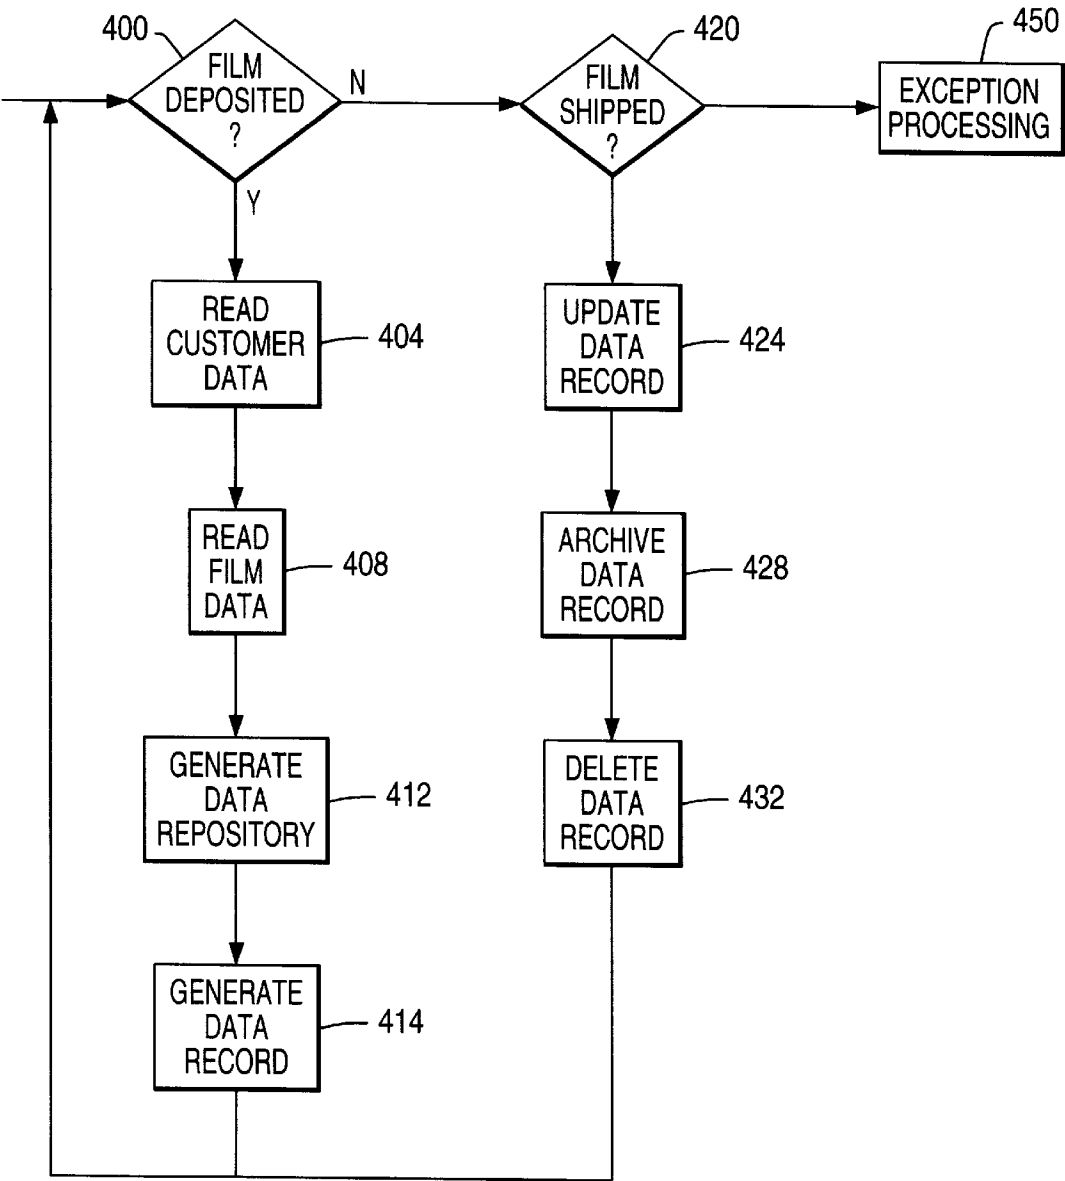 400
FILM
DEPOSITED
?
N
Y
420
FILM
SHIPPED
?
450
EXCEPTION
PROCESSING
READ
CUSTOMER
DATA
404
UPDATE
DATA
RECORD
424
READ
FILM
DATA
408
ARCHIVE
DATA
RECORD
428
GENERATE
DATA
REPOSITORY
412
DELETE
DATA
RECORD
432
GENERATE
DATA
RECORD
414